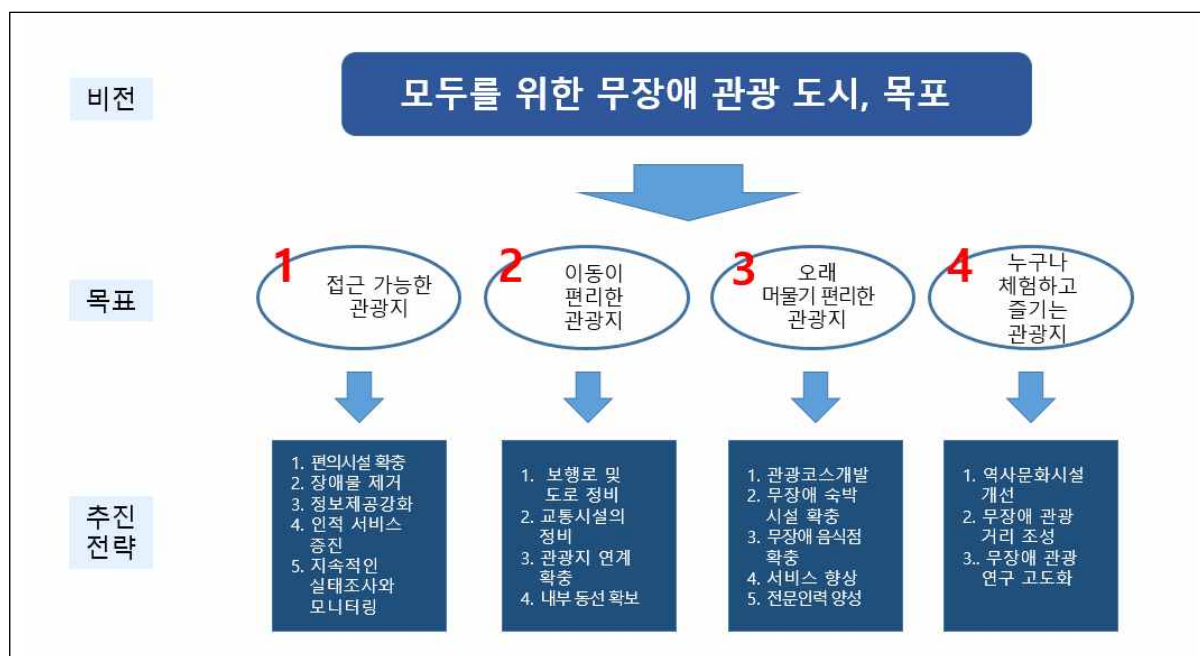 비전
모두를 위한 무장애 관광 도시, 목포
목표
1
접근 가능한
관광지
2
이동이
편리한
관광지
3
오래
머물기 편리한
관광지
4
누구나
체험하고
즐기는
관광지
추진
전략
1. 편의시설 확충
2. 장애물 제거
3. 정보제공강화
4. 인적 서비스
증진
5. 지속적인
실태조사와
모니터링
1. 보행로 및
도로 정비
2. 교통시설의
정비
3. 관광지 연계
확충
4. 내부 동선 확보
1. 관광코스개발
2. 무장애 숙박
시설 확충
3. 무장애 음식점
확충
4. 서비스 향상
5. 전문인력 양성
1. 역사문화시설
개선
2. 무장애 관광
거리 조성
3.. 무장애 관광
연구 고도화